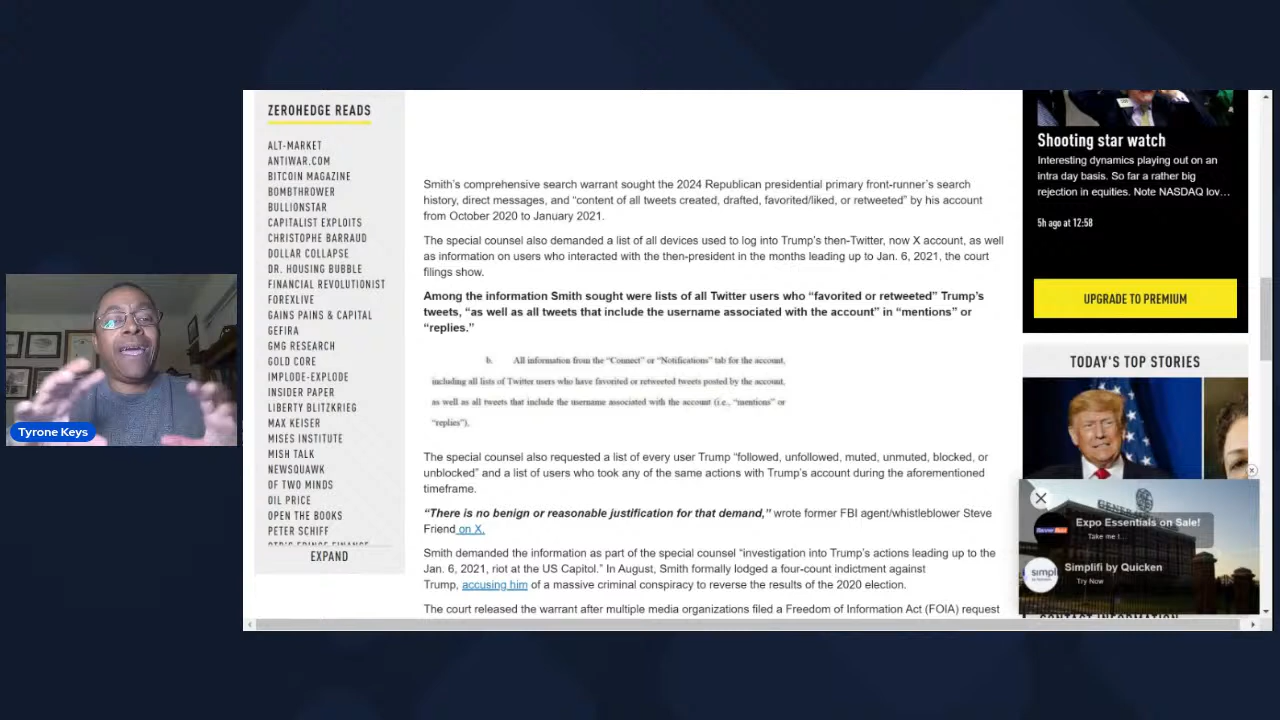 ZEROHEDGE READS
ALT-MARKET
ANTIWAR.COM
BITCOIN MAGAZINE
BOMBTHROWER
BULLIONSTAR
CAPITALIST EXPLOITS
CHRISTOPHE BARRAUD
DOLLAR COLLAPSE
DR. HOUSING BUBBLE
FINANCIAL REVOLUTIONIST
FOREXLIVE
GAINS PAINS & CAPITAL
GEFIRA
GMG RESEARCH
GOLD CORE
IMPLODE-EXPLODE
INSIDER PAPER
LIBERTY BLITZKRIEG
MAX KEISER
MISES INSTITUTE
MISH TALK
NEWSQUAWK
OF TWO MINDS
OIL PRICE
OPEN THE BOOKS
PETER SCHIFF
EXPAND
Tyrone Keys
Smith's comprehensive search warrant sought the 2024 Republican presidential primary front-runner's search
history, direct messages, and “content of all tweets created, drafted, favorited/liked, or retweeted” by his account
from October 2020 to January 2021.
The special counsel also demanded a list of all devices used to log into Trump's then-Twitter, now X account, as well
as information on users who interacted with the then-president in the months leading up to Jan. 6, 2021, the court
filings show.
Among the information Smith sought were lists of all Twitter users who “favorited or retweeted” Trump's
tweets, “as well as all tweets that include the username associated with the account” in “mentions” or
“replies.”
b. All information from the “Connect” or “Notifications” tab for the account,
including all lists of Twitter users who have favorited or retweeted tweets posted by the account,
as well as all tweets that include the username associated with the account (i.e., “mentions” or
“replies”),
The special counsel also requested a list of every user Trump “followed, unfollowed, muted, unmuted, blocked, or
unblocked” and a list of users who took any of the same actions with Trump's account during the aforementioned
timeframe.
“There is no benign or reasonable justification for that demand,” wrote former FBI agent/whistleblower Steve
Friend on X.
Smith demanded the information as part of the special counsel “investigation into Trump's actions leading up to the
Jan. 6, 2021, riot at the US Capitol.” In August, Smith formally lodged a four-count indictment against
Trump, accusing him of a massive criminal conspiracy to reverse the results of the 2020 election.
The court released the warrant after multiple media organizations filed a Freedom of Information Act (FOIA) request
Shooting star watch
Interesting dynamics playing out on an
intra day basis. So far a rather big
rejection in equities. Note NASDAQ lov...
5h ago at 12:58
UPGRADE TO PREMIUM
TODAY'S TOP STORIES
Expo Essentials on Sale!
Take me t...
Simplifi by Quicken
Try Now